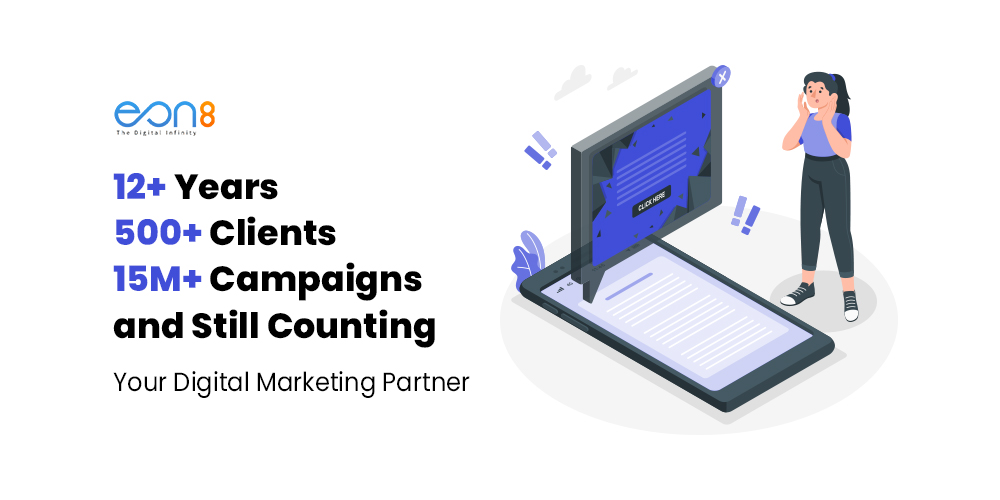 eon8
The Digital Infinity
12+ Years
500+ Clients
15M+ Campaigns
and Still Counting
Your Digital Marketing Partner
CLICK HERE